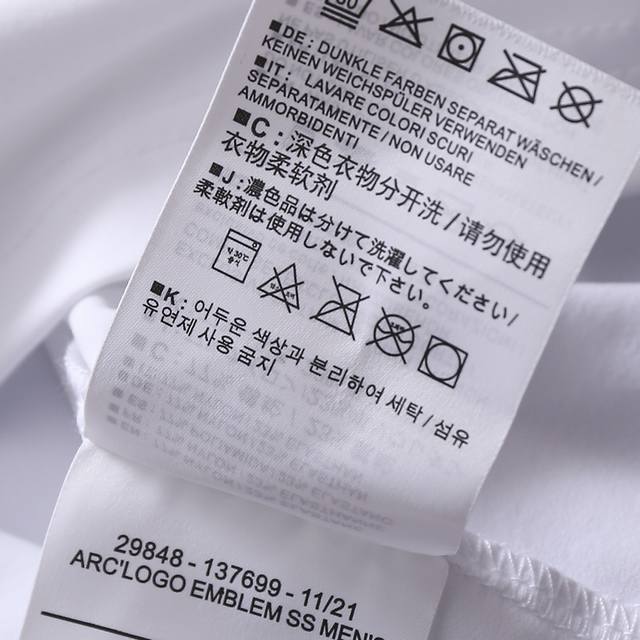 30
■DE: DUNKLE FARBEN SEPARAT WÄSCHEN /
KEINEN WEICHSPÜLER VERWENDEN
■IT: LAVARE COLORI SCURI
SEPARATAMENTE / NON USARE
AMMORBIDENTI
■C: 深色衣物分开洗 / 请勿使用
衣物柔软剂
■J: 濃色品は分けて洗濯してください /
柔軟剤は使用しないで下さい。
■K: 어두운 색상과 분리하여 세탁 / 섬유
유연제 사용 금지
29848 - 137699 - 11/21
ARC'LOGO EMBLEM SS MEN'S